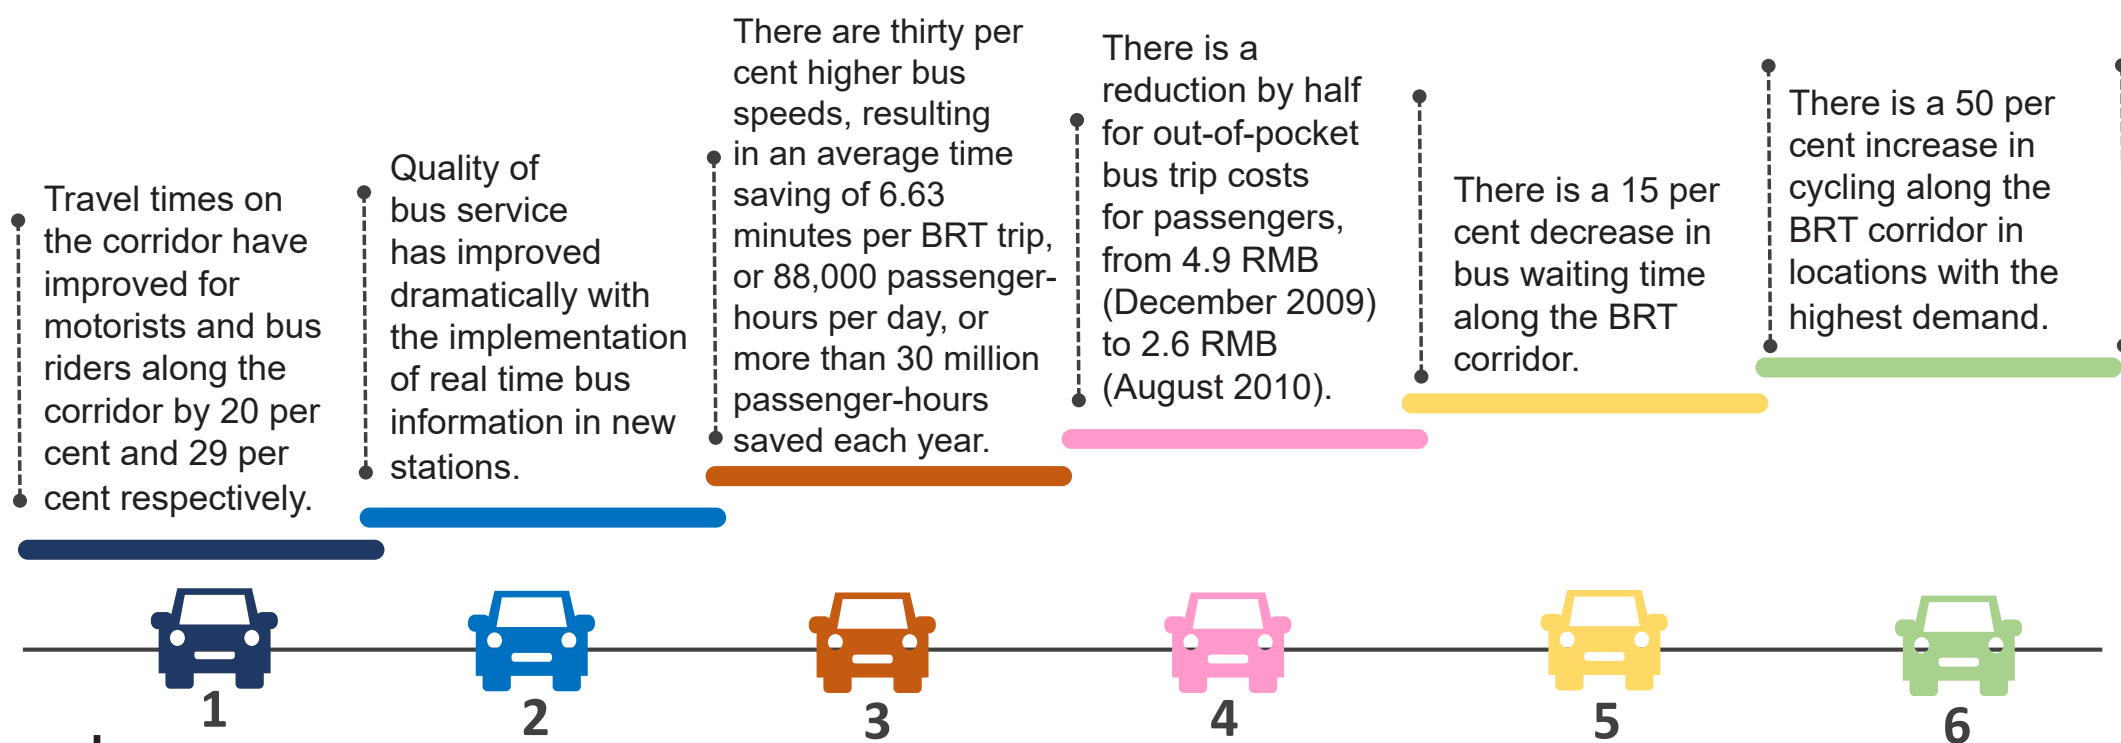 Travel times on
the corridor have
improved for
motorists and bus
riders along the
corridor by 20 per
cent and 29 per
cent respectively.
Quality of
bus service
has improved
dramatically with
the implementation
of real time bus
information in new
stations.
There are thirty per
cent higher bus
speeds, resulting
in an average time
saving of 6.63
minutes per BRT trip,
or 88,000 passenger-
hours per day, or
more than 30 million
passenger-hours
saved each year.
There is a
reduction by half
for out-of-pocket
bus trip costs
for passengers,
from 4.9 RMB
(December 2009)
to 2.6 RMB
(August 2010).
There is a 15 per
cent decrease in
bus waiting time
along the BRT
corridor.
There is a 50 per
cent increase in
cycling along the
BRT corridor in
locations with the
highest demand.
1
2
3
4
5
6